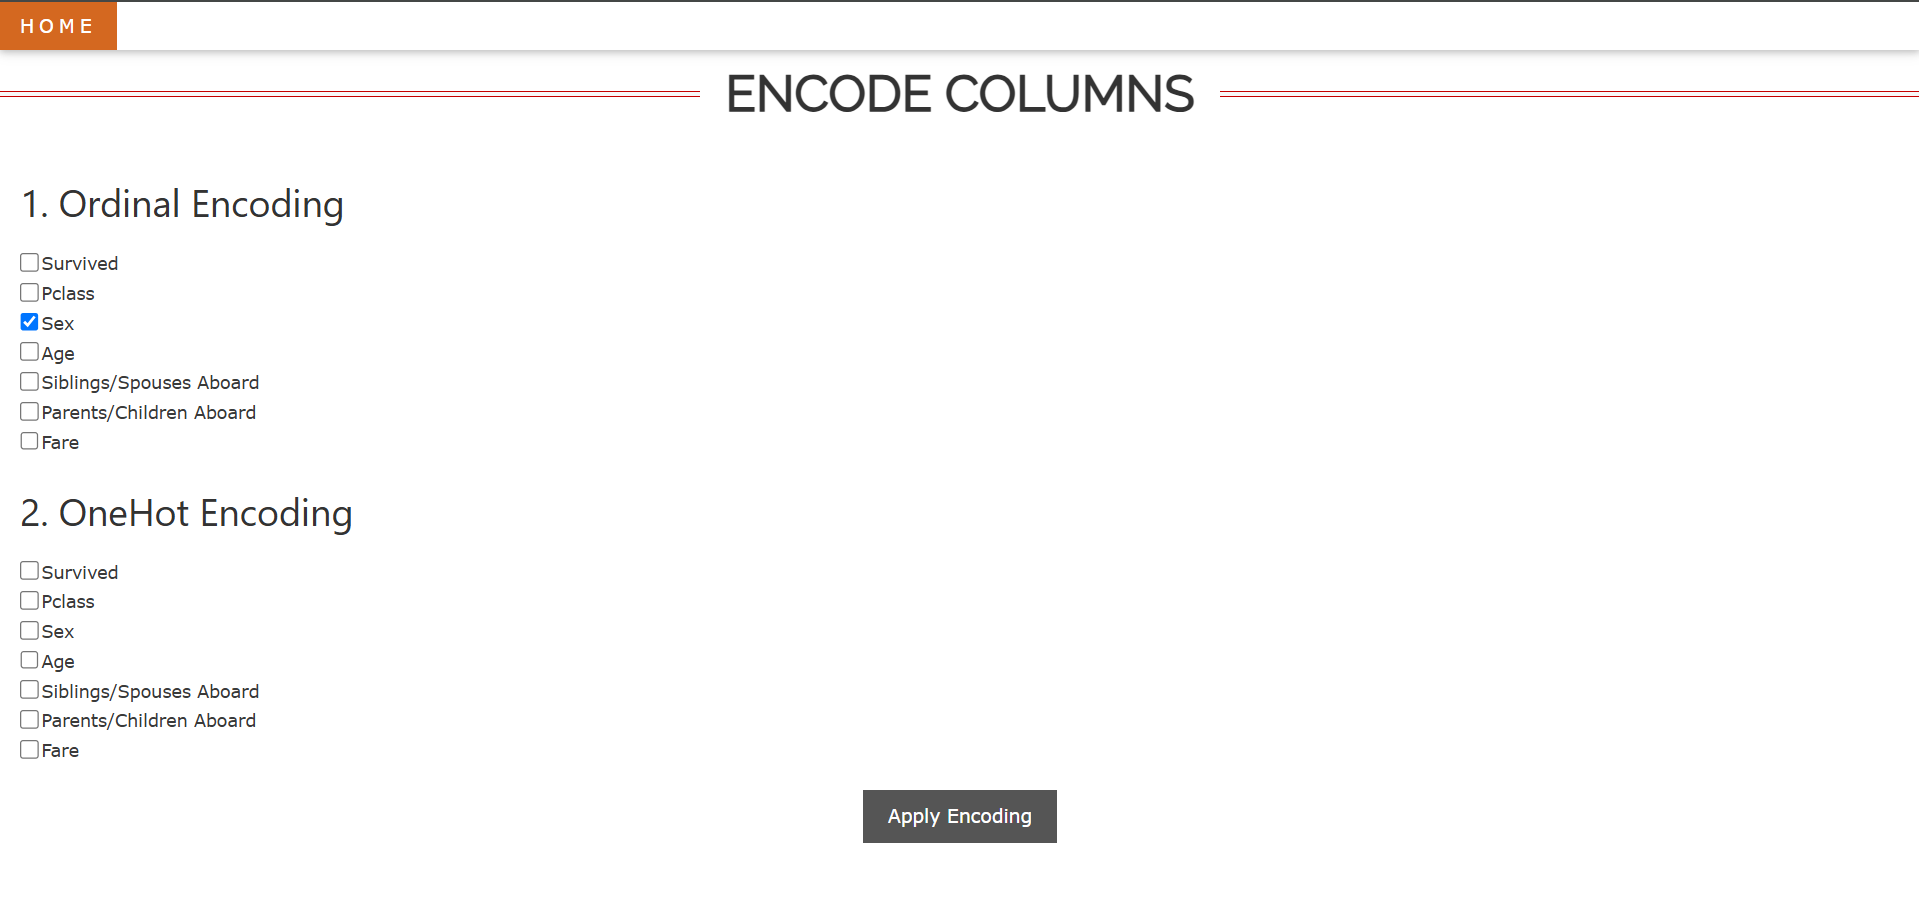 HOME
ENCODE COLUMNS
1. Ordinal Encoding
Survived
Pclass
Sex
Age
Siblings/Spouses Aboard
Parents/Children Aboard
Fare
2. OneHot Encoding
Survived
Pclass
Sex
Age
Siblings/Spouses Aboard
Parents/Children Aboard
Fare
Apply Encoding